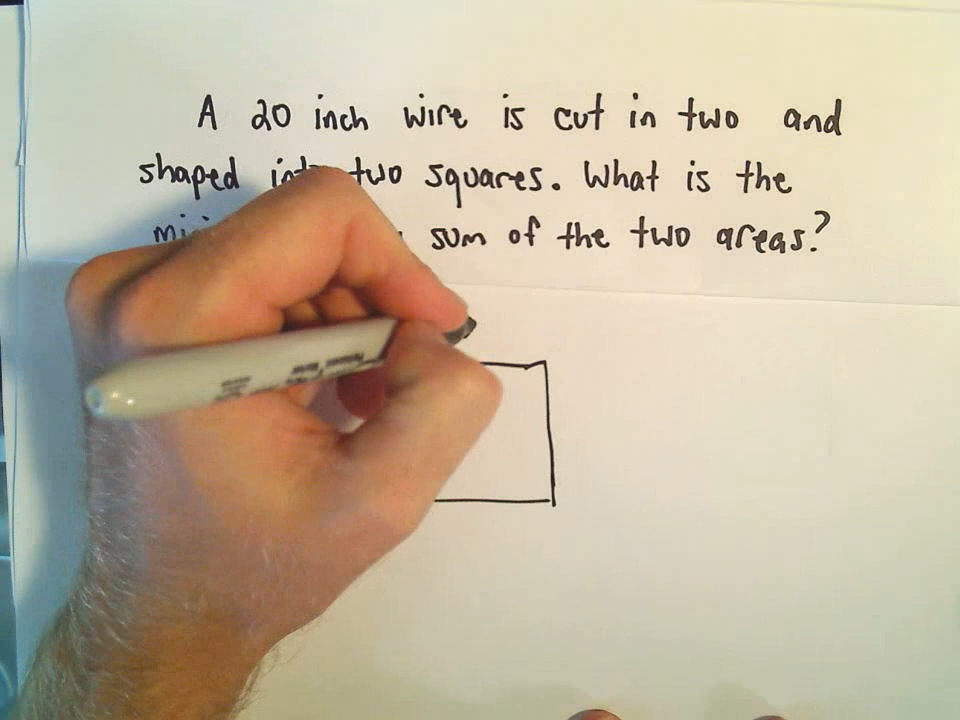 A 20 inch wire is cut in two and
shaped into two squares. What is the
sum of the two areas?